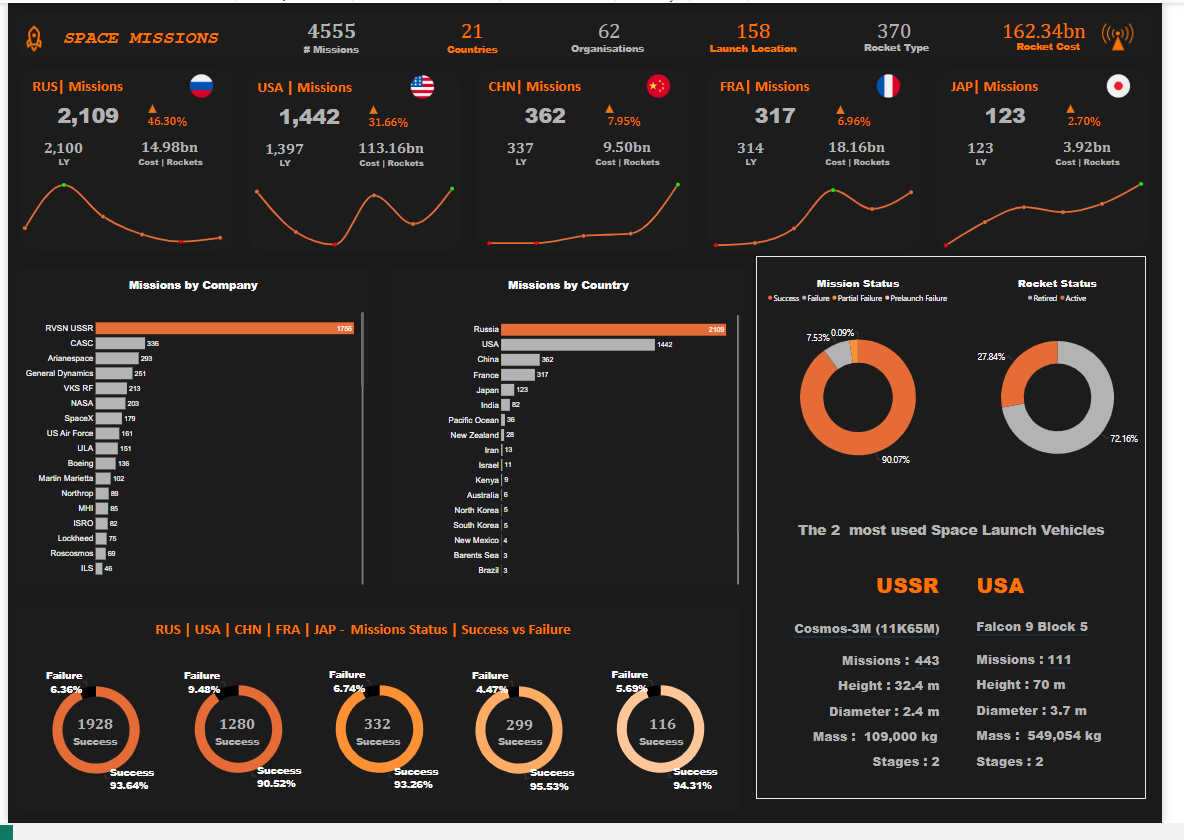 SPACE MISSIONS
4555
# Missions
21
Countries
62
Organisations
158
Launch Location
370
Rocket Type
162.34bn
Rocket Cost
RUS| Missions
2,109
46.30%
2,100
LY
14.98bn
Cost | Rockets
USA | Missions
1,442
31.66%
1,397
LY
113.16bn
Cost | Rockets
CHN| Missions
362
7.95%
337
LY
9.50bn
Cost | Rockets
FRA| Missions
317
6.96%
314
LY
18.16bn
Cost | Rockets
JAP| Missions
123
2.70%
123
LY
3.92bn
Cost | Rockets
Missions by Company
RVSN USSR 1766
CASC 336
Arianespace 293
General Dynamics 251
VKS RF 213
NASA 203
SpaceX 179
US Air Force 161
ULA 151
Boeing 136
Martin Marietta 102
Northrop 89
MHI 85
ISRO 82
Lockheed 75
Roscosmos 69
ILS 46
Missions by Country
Russia 2109
USA 1442
China 362
France 317
Japan 123
India 82
Pacific Ocean 36
New Zealand 28
Iran 13
Israel 11
Kenya 9
Australia 6
North Korea 5
South Korea 5
New Mexico 4
Barents Sea 3
Brazil 3
Mission Status
Success Failure Partial Failure Prelaunch Failure
7.53%
0.09%
90.07%
Rocket Status
Retired Active
27.84%
72.16%
The 2 most used Space Launch Vehicles
USSR
Cosmos-3M (11K65M)
Missions : 443
Height : 32.4 m
Diameter : 2.4 m
Mass : 109,000 kg
Stages : 2
USA
Falcon 9 Block 5
Missions : 111
Height : 70 m
Diameter : 3.7 m
Mass : 549,054 kg
Stages : 2
RUS | USA | CHN | FRA | JAP - Missions Status | Success vs Failure
Failure
6.36%
1928
Success
Success
93.64%
Failure
9.48%
1280
Success
Success
90.52%
Failure
6.74%
332
Success
Success
93.26%
Failure
4.47%
299
Success
Success
95.53%
Failure
5.69%
116
Success
Success
94.31%